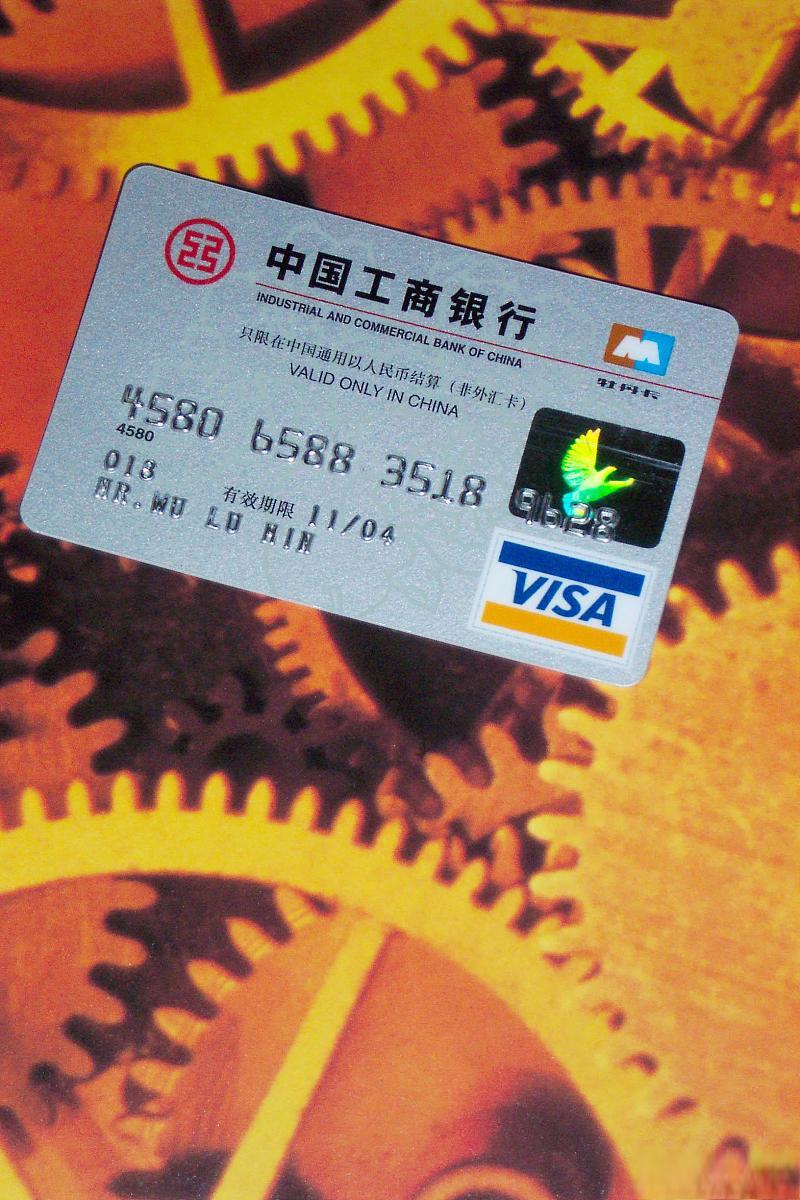 中国工商银行
INDUSTRIAL AND COMMERCIAL BANK OF CHINA
只限在中国通用以人民币结算（非外汇卡）
VALID ONLY IN CHINA
牡丹卡
4580 6588 3518 9628
4580
018
有效期限 11/04
MR.WU LU MIN
VISA